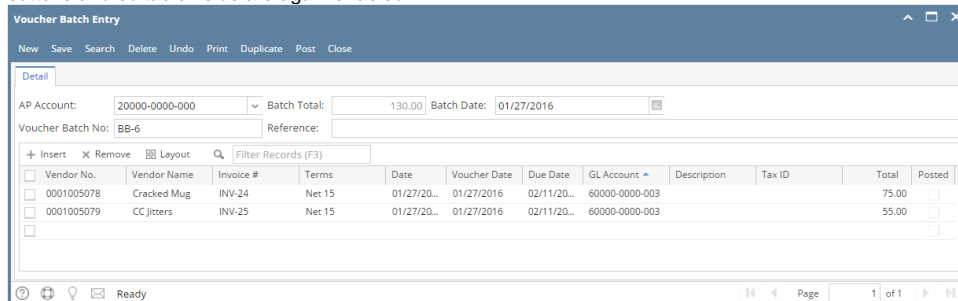 Voucher Batch Entry
New Save Search Delete Undo Print Duplicate Post Close
Detail
AP Account: 20000-0000-000 Batch Total: 130.00 Batch Date: 01/27/2016
Voucher Batch No: BB-6 Reference:
Insert Remove Layout Filter Records (F3)
Vendor No. Vendor Name Invoice # Terms Date Voucher Date Due Date GL Account Description Tax ID Total Posted
0001005078 Cracked Mug INV-24 Net 15 01/27/20... 01/27/2016 02/11/20... 60000-0000-003 75.00
0001005079 CC Jitters INV-25 Net 15 01/27/20... 01/27/2016 02/11/20... 60000-0000-003 55.00
Ready Page 1 of 1